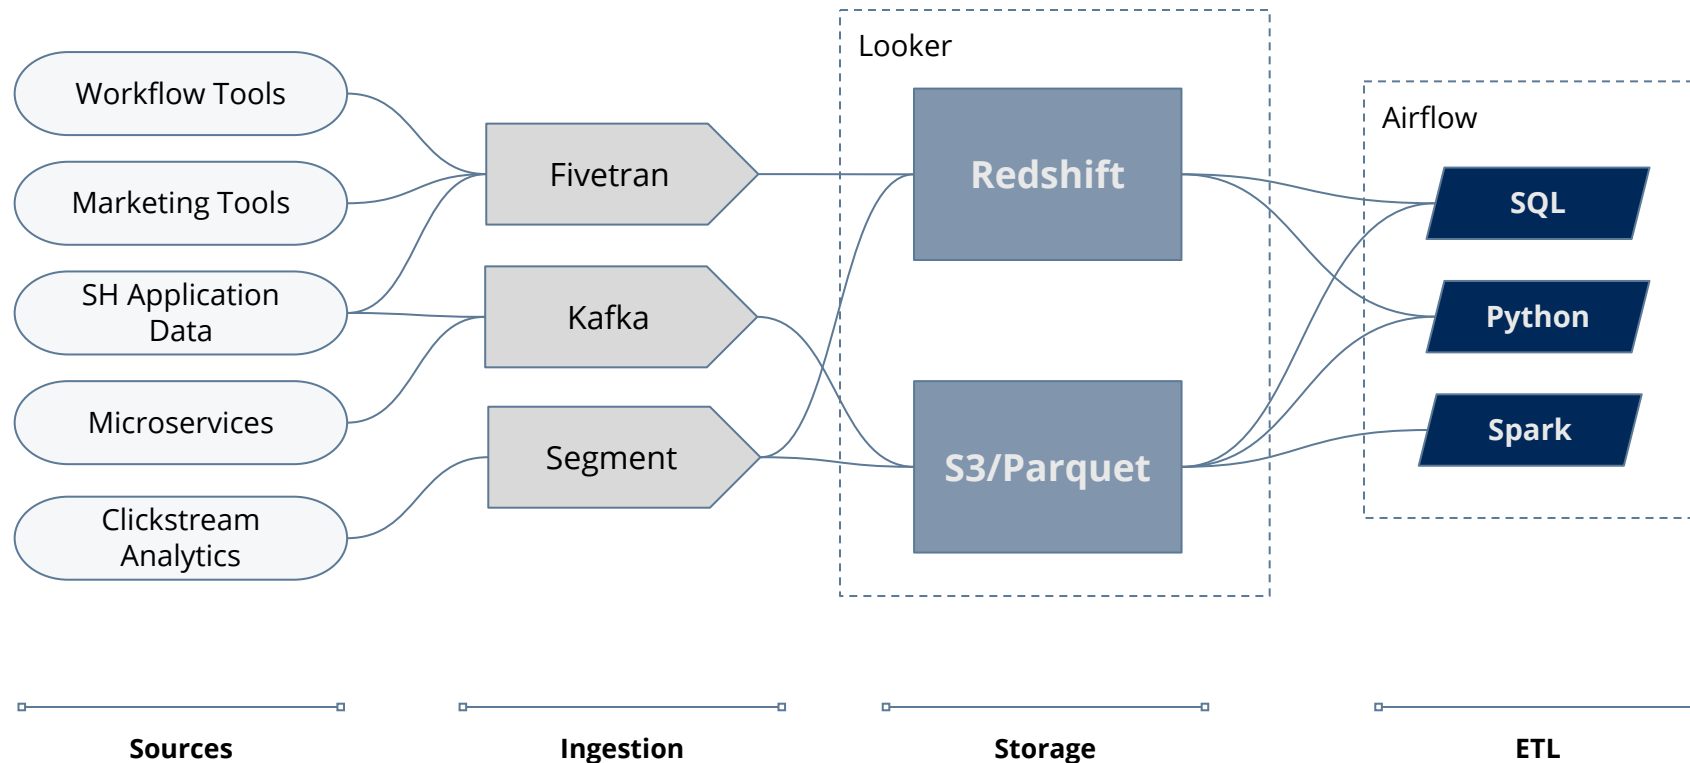 Looker
Workflow Tools
Marketing Tools
SH Application
Data
Microservices
Clickstream
Analytics
Fivetran
Kafka
Segment
Redshift
S3/Parquet
Airflow
SQL
Python
Spark
Sources
Ingestion
Storage
ETL